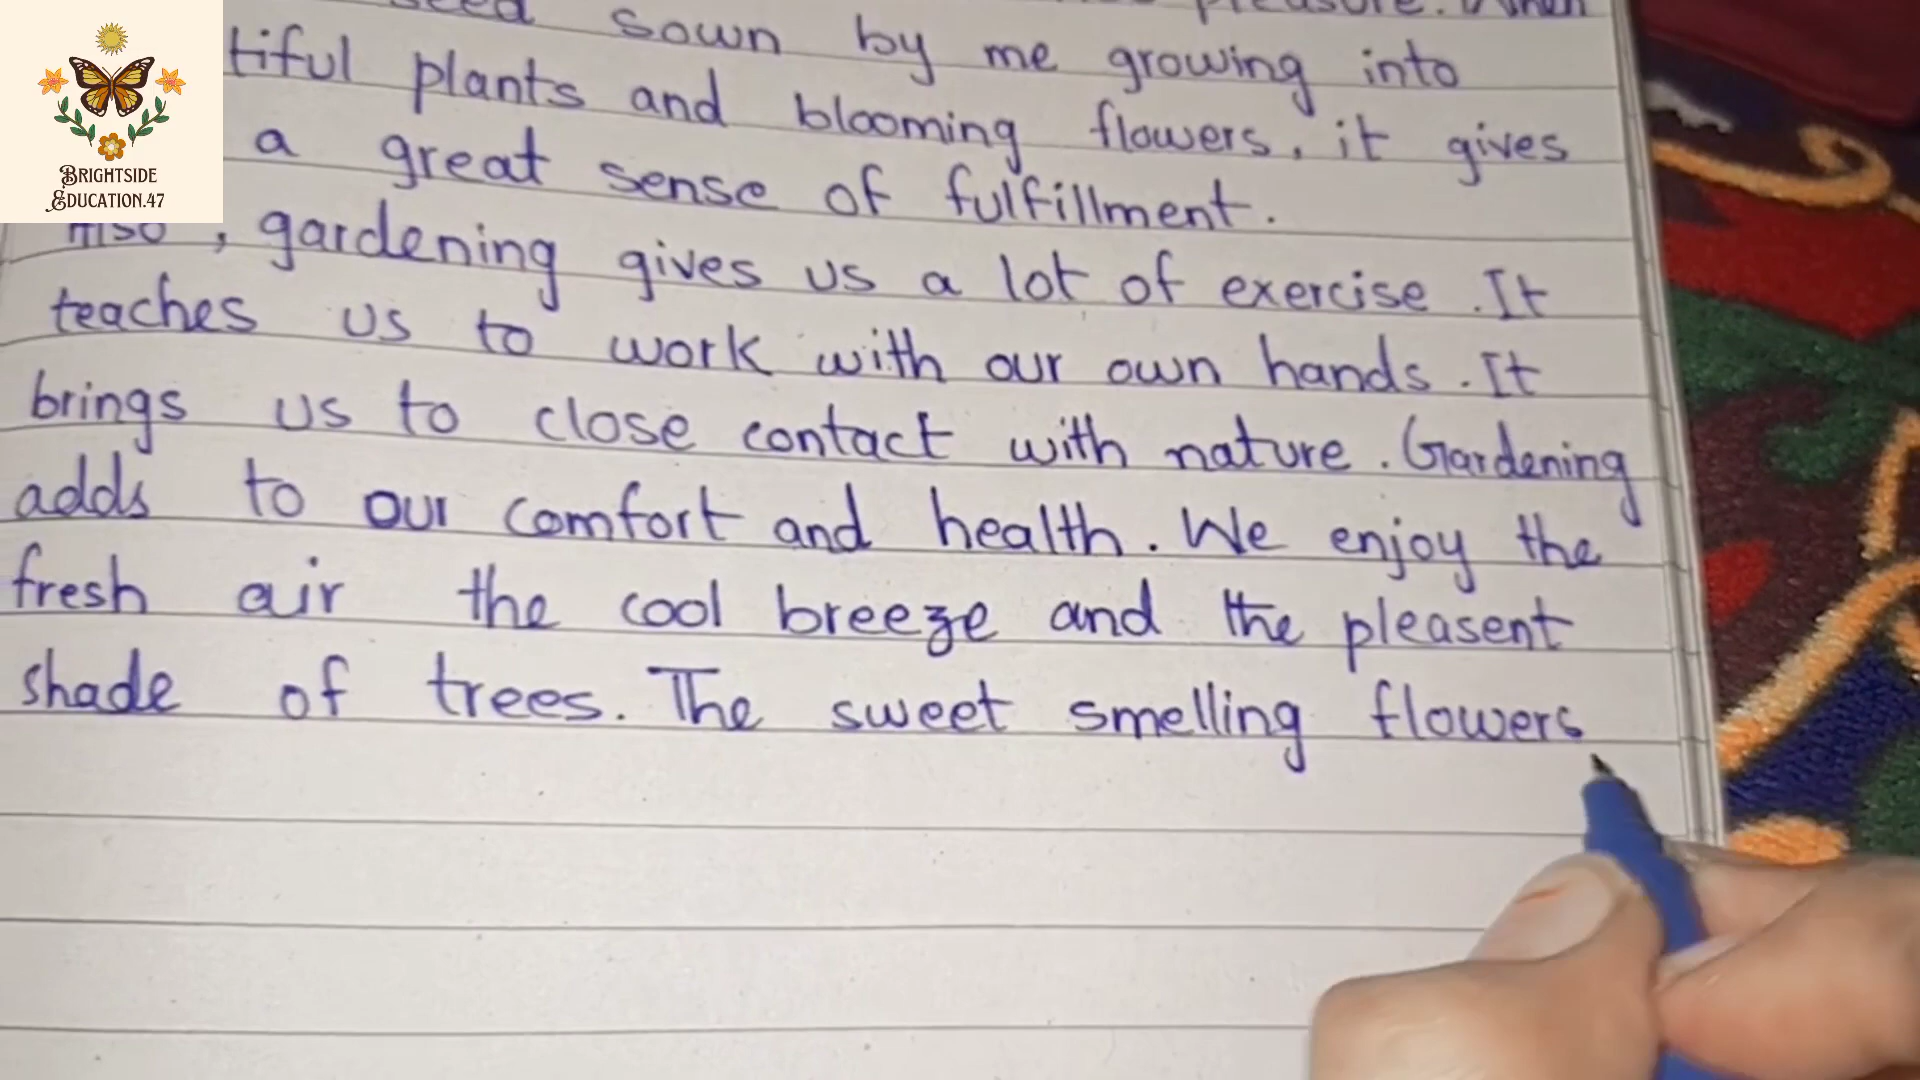 seed sown by me growing into
tiful plants and blooming flowers, it gives
a great sense of fulfillment.
Also, gardening gives us a lot of exercise. It
teaches us to work with our own hands. It
brings us to close contact with nature. Gardening
adds to our comfort and health. We enjoy the
fresh air the cool breeze and the pleasent
shade of trees. The sweet smelling flowers
BRIGHTSIDE
EDUCATION.47